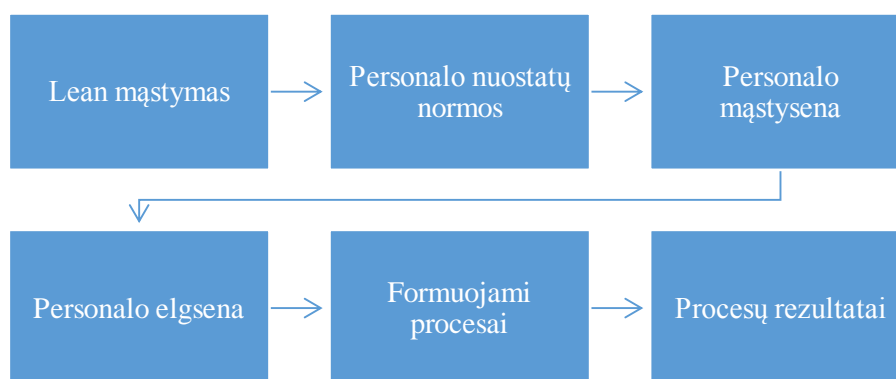 Lean mąstymas
Personalo nuostatų
normos
Personalo
mąstysena
Personalo elgsena
Formuojami
procesai
Procesų rezultatai